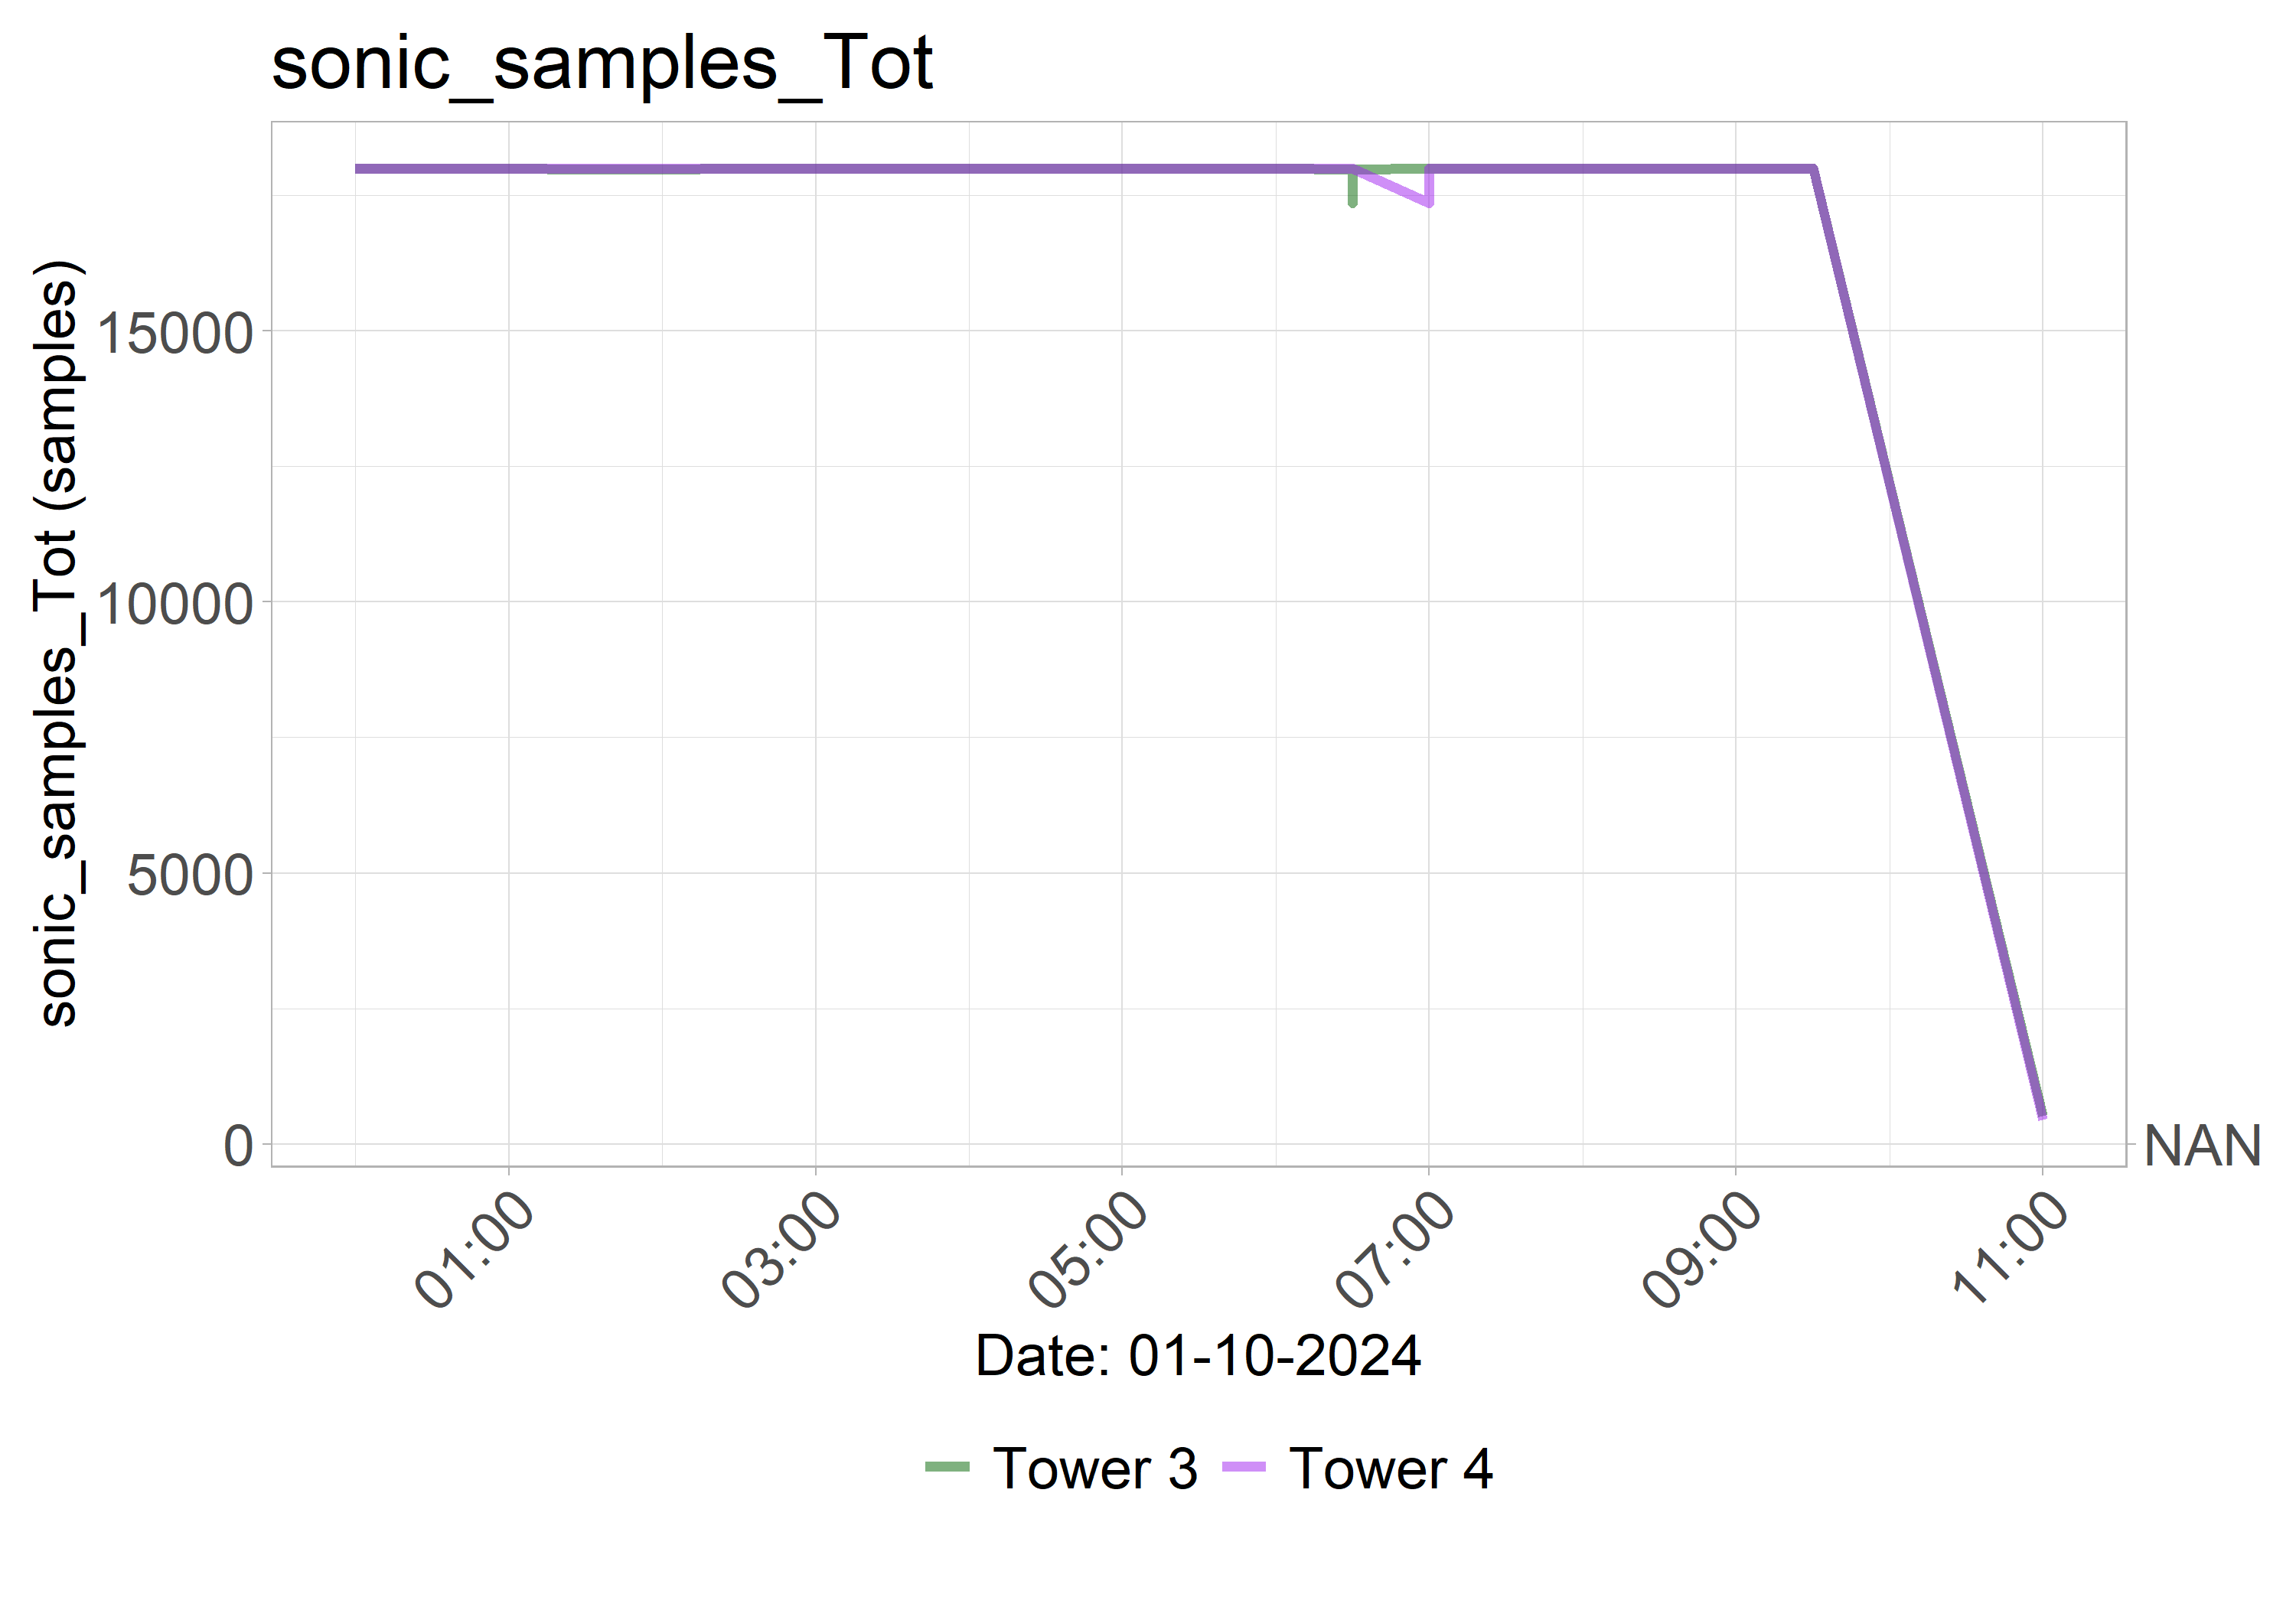 sonic_samples_Tot
sonic_samples_Tot (samples)
15000
10000
5000
0
NAN
01:00
03:00
05:00
07:00
09:00
11:00
Date: 01-10-2024
Tower 3
Tower 4